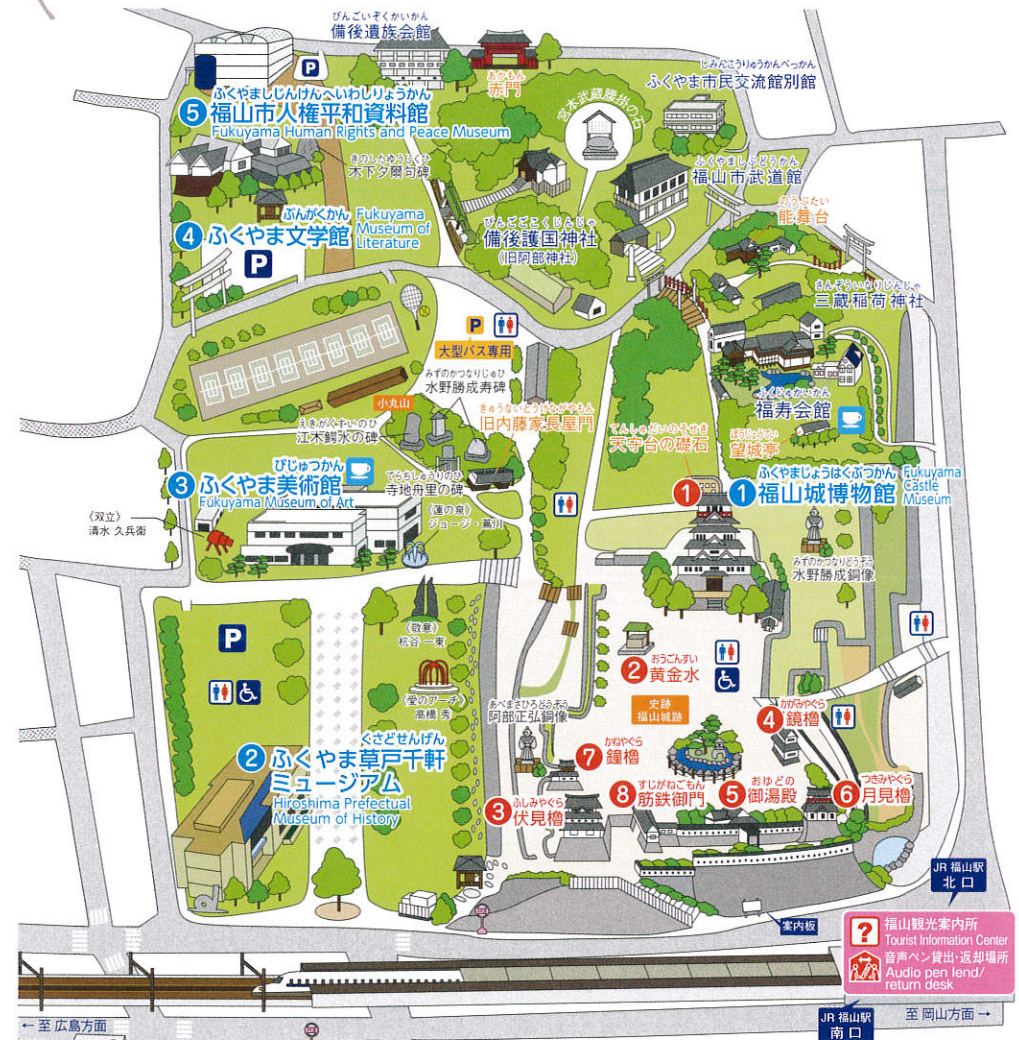 びんごいぞくかいかん
備後遺族会館
P
あかもん
赤門
しみんこうりゅうかんべっかん
ふくやま市民交流館別館
宮本武蔵腰掛の石
ふくやましじんけんへいわしりょうかん
5 福山市人権平和資料館
Fukuyama Human Rights and Peace Museum
きのしたゆうじくひ
木下夕爾句碑
ふくやましぶどうかん
福山市武道館
のうぶたい
能舞台
ぶんがくかん
4 ふくやま文学館
Fukuyama
Museum of
Literature
P
びんごごこくじんじゃ
備後護国神社
(旧阿部神社)
さんぞういなりじんじゃ
三蔵稲荷神社
P
大型バス専用
みずのかつなりじゅひ
水野勝成寿碑
小丸山
えぎがくすいのひ
江木鰐水の碑
きゅうないとうけながやもん
旧内藤家長屋門
ふくじゅかいかん
福寿会館
てんしゅだいのそせき
天守台の礎石
ぼうじょうてい
望城亭
びじゅつかん
3 ふくやま美術館
Fukuyama Museum of Art
てらちしゅうりのひ
寺地舟里の碑
1
ふくやまじょうはくぶつかん
1 福山城博物館
Fukuyama
Castle
Museum
《双立》
清水 久兵衛
《蓮の泉》
ジョージ・蔦川
みずのかつなりどうぞう
水野勝成銅像
P
《敬意》
杭谷 一東
おうごんすい
2 黄金水
《愛のアーチ》
高橋 秀
あべまさひろどうぞう
阿部正弘銅像
史跡
福山城跡
かがみやぐら
4 鏡櫓
くさどせんげん
2 ふくやま草戸千軒
ミュージアム
Hiroshima Prefectual
Museum of History
かねやぐら
7 鐘櫓
ふしみやぐら
3 伏見櫓
すじがねごもん
8 筋鉄御門
おゆどの
5 御湯殿
つきみやぐら
6 月見櫓
JR 福山駅
北口
案内板
?
福山観光案内所
Tourist Information Center
音声ペン貸出・返却場所
Audio pen lend/
return desk
← 至 広島方面
JR 福山駅
南口
至 岡山方面 →